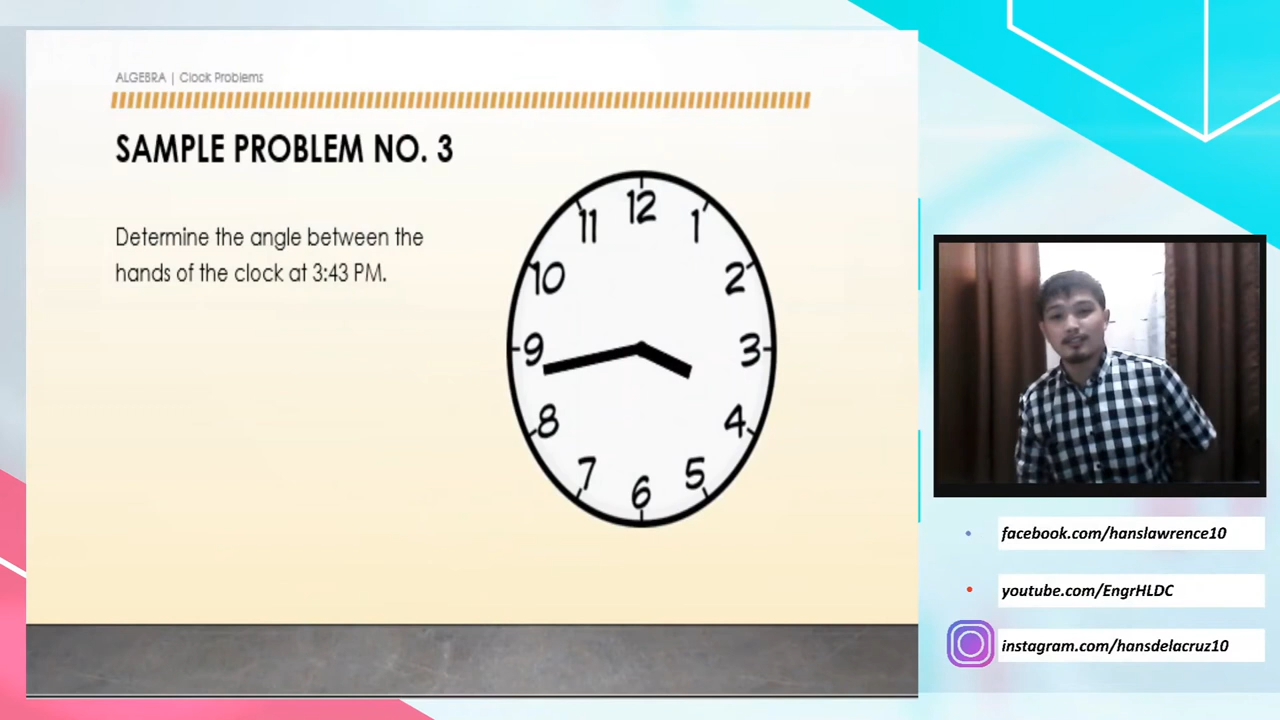 ALGEBRA | Clock Problems
SAMPLE PROBLEM NO. 3
Determine the angle between the
hands of the clock at 3:43 PM.
12
11
1
10
2
9
3
8
4
7
5
6
facebook.com/hanslawrence10
youtube.com/EngrHLDC
instagram.com/hansdelacruz10